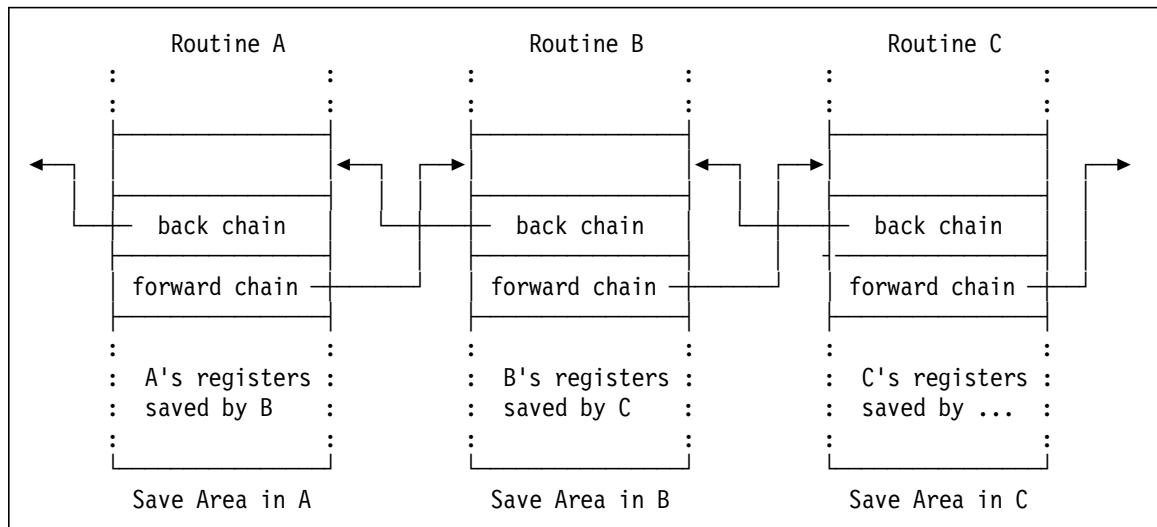 Routine A Routine B Routine C
back chain back chain back chain
forward chain forward chain forward chain
A's registers B's registers C's registers
saved by B saved by C saved by ...
Save Area in A Save Area in B Save Area in C